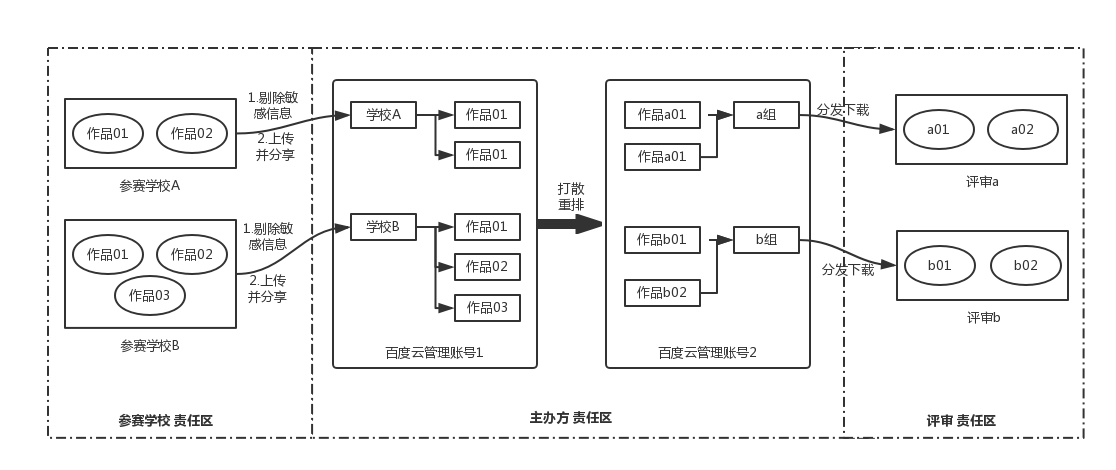 作品01
作品02
参赛学校A
1.剔除敏
感信息
2.上传
并分享
作品01
作品02
作品03
参赛学校B
1.剔除敏
感信息
2.上传
并分享
参赛学校 责任区
学校A
作品01
作品01
学校B
作品01
作品02
作品03
百度云管理账号1
打散
重排
作品a01
作品a01
a组
作品b01
作品b02
b组
百度云管理账号2
主办方 责任区
分发下载
a01
a02
评审a
分发下载
b01
b02
评审b
评审 责任区